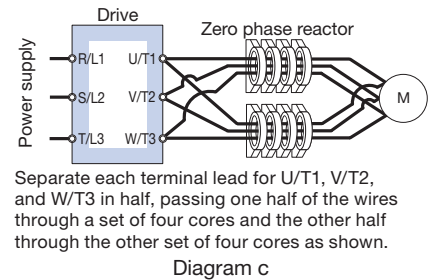 Drive
Zero phase reactor
Power supply
R/L1 U/T1
S/L2 V/T2
T/L3 W/T3
M
Separate each terminal lead for U/T1, V/T2,
and W/T3 in half, passing one half of the wires
through a set of four cores and the other half
through the other set of four cores as shown.
Diagram c